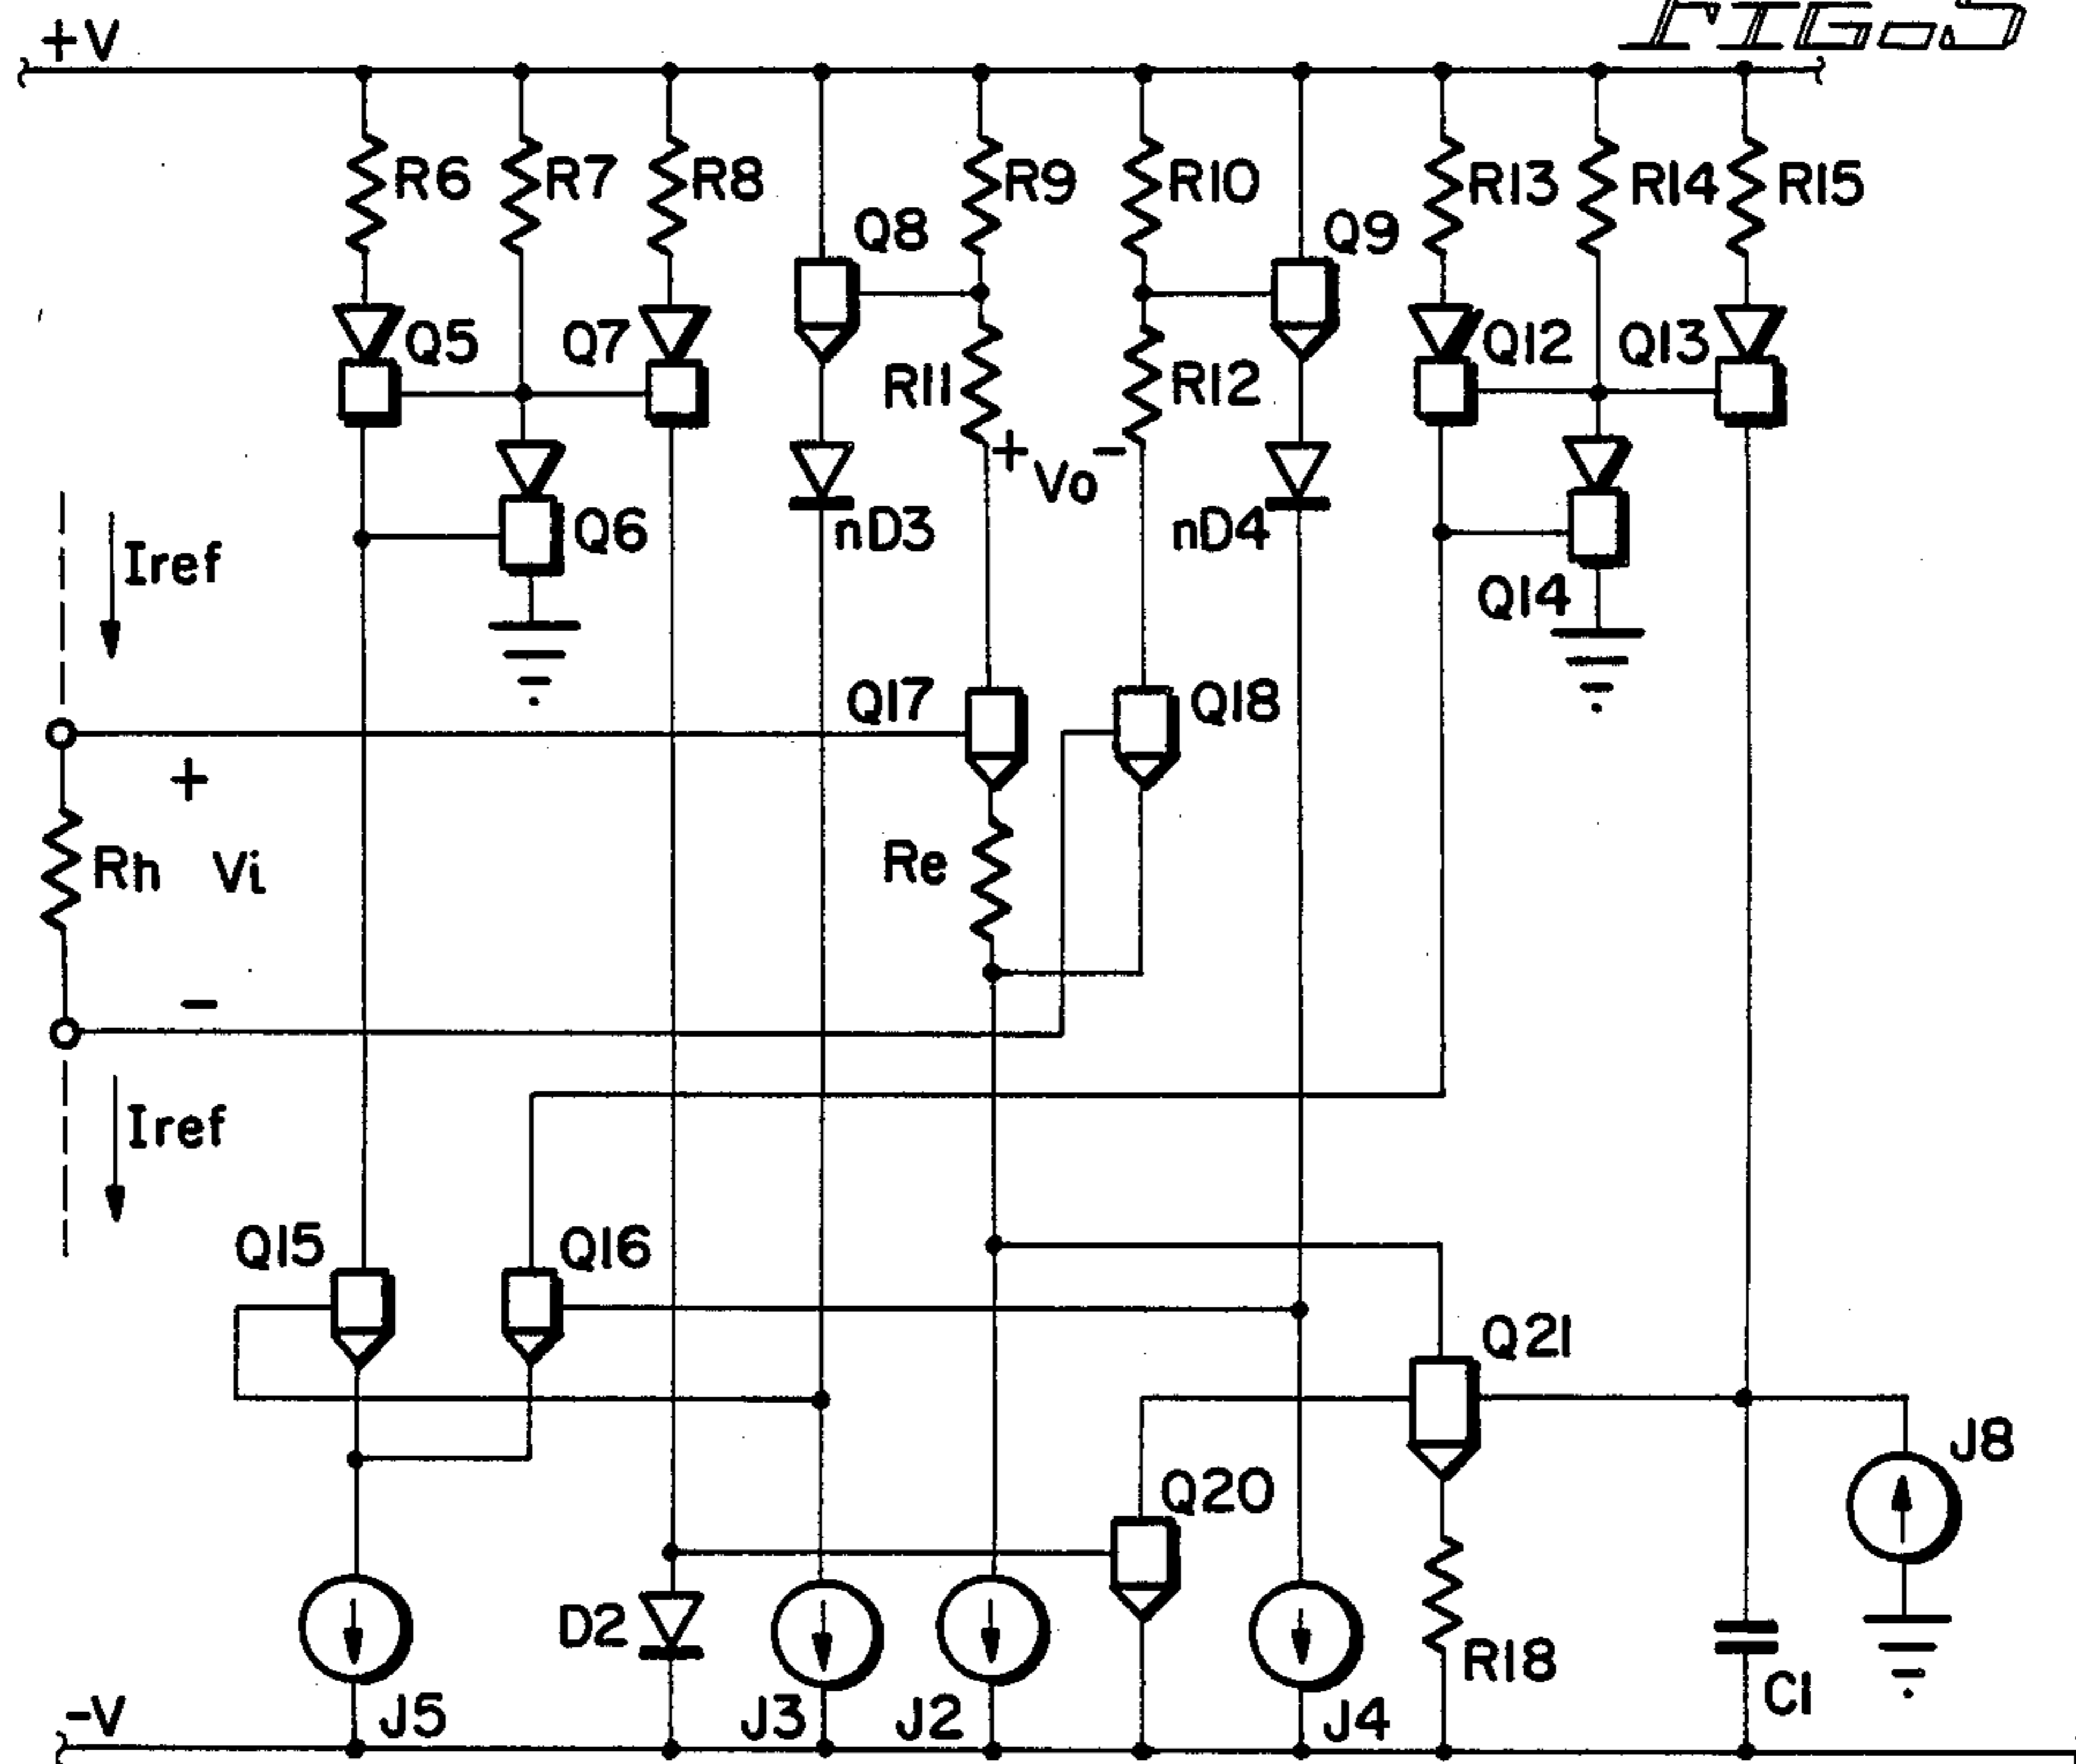 FIG-5
+V
R6
R7
R8
R9
R10
R13
R14
R15
Q8
Q9
Q5
Q7
Q12
Q13
R11
R12
+
Vo
-
nD3
nD4
Q6
Iref
Q14
Q17
Q18
+
Rh
Vi
Re
-
Iref
Q15
Q16
Q21
J8
Q20
D2
R18
C1
-V
J5
J3
J2
J4